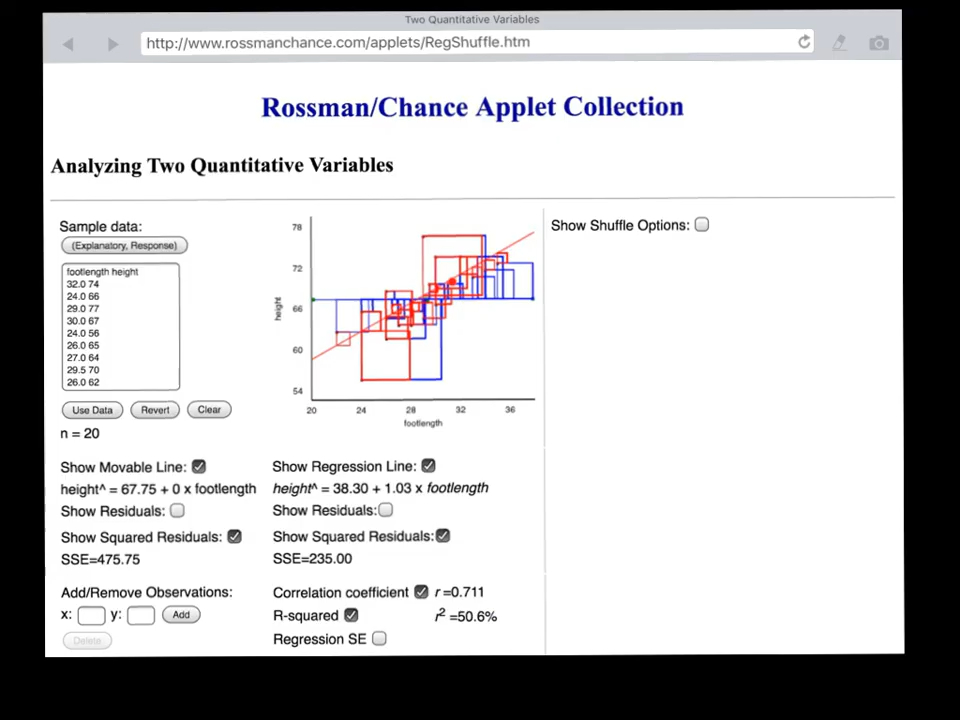 Two Quantitative Variables
http://www.rossmanchance.com/applets/RegShuffle.htm
Rossman/Chance Applet Collection
Analyzing Two Quantitative Variables
Sample data:
(Explanatory, Response)
footlength height
32.0 74
24.0 66
29.0 77
30.0 67
24.0 56
26.0 65
27.0 64
29.5 70
26.0 62
Use Data Revert Clear
n = 20
78
72
66
60
54
height
20 24 28 32 36
footlength
Show Shuffle Options:
Show Movable Line:
height^ = 67.75 + 0 x footlength
Show Residuals:
Show Squared Residuals:
SSE=475.75
Show Regression Line:
height^ = 38.30 + 1.03 x footlength
Show Residuals:
Show Squared Residuals:
SSE=235.00
Add/Remove Observations:
x: y: Add
Delete
Correlation coefficient r =0.711
R-squared r² =50.6%
Regression SE